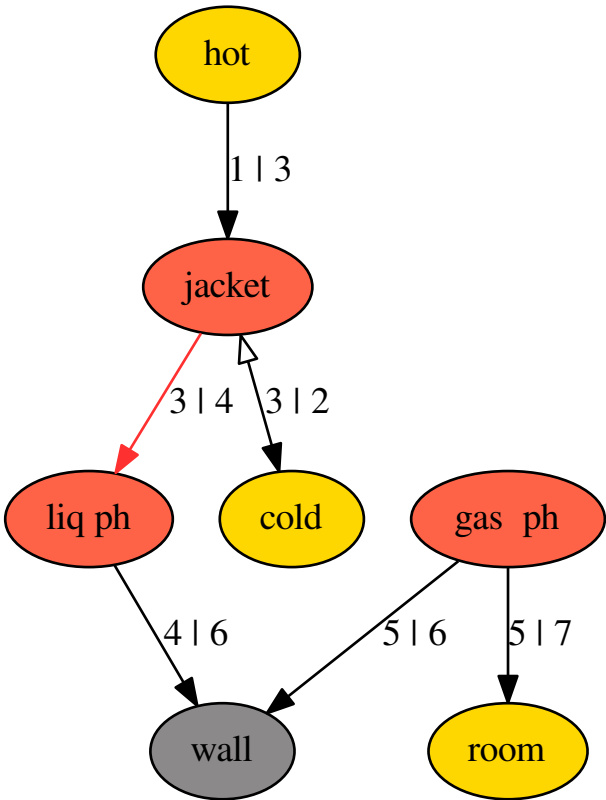 hot
1 | 3
jacket
3 | 4
3 | 2
liq ph
cold
gas  ph
4 | 6
5 | 6
5 | 7
wall
room